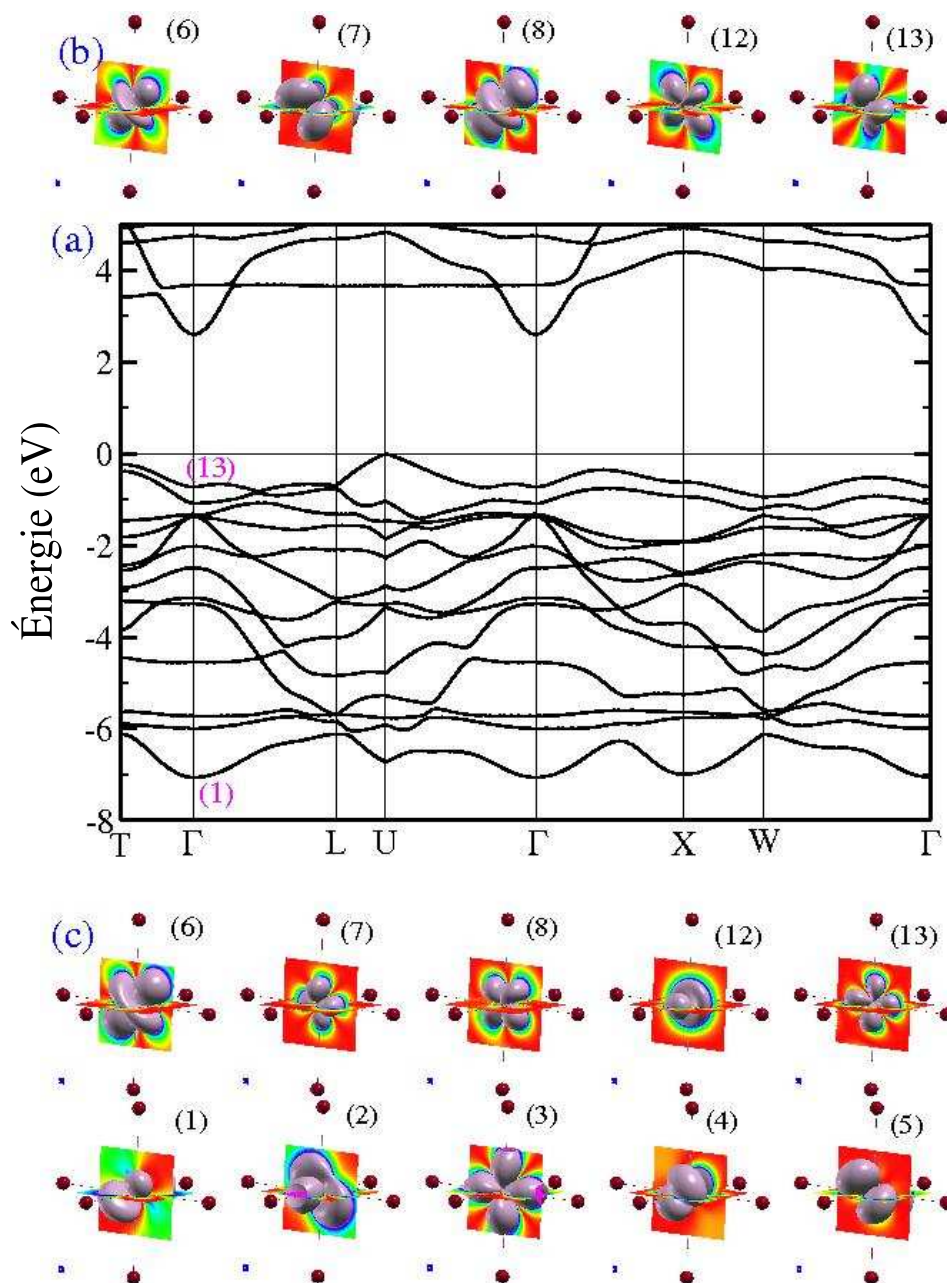 (b) (6) (7) (8) (12) (13)
(a)
4
2
0
-2
-4
-6
-8
Énergie (eV)
(13)
(1)
T Γ L U Γ X W Γ
(c) (6) (7) (8) (12) (13)
(1) (2) (3) (4) (5)